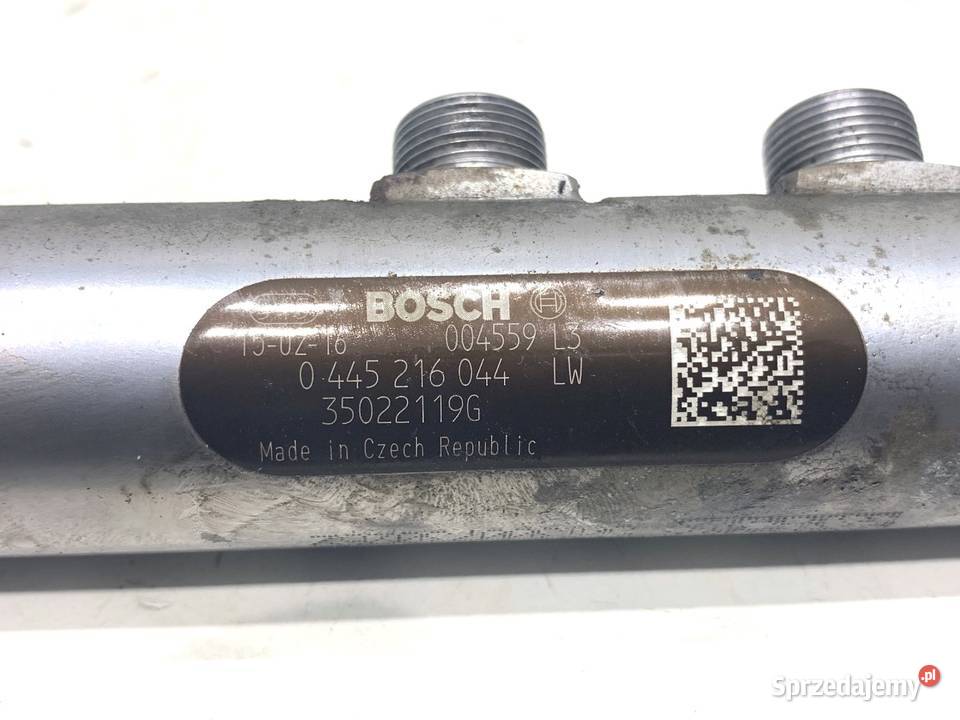 BOSCH
15-02-16 004559 L3
0 445 216 044 LW
35022119G
Made in Czech Republic
Sprzedajemy.pl